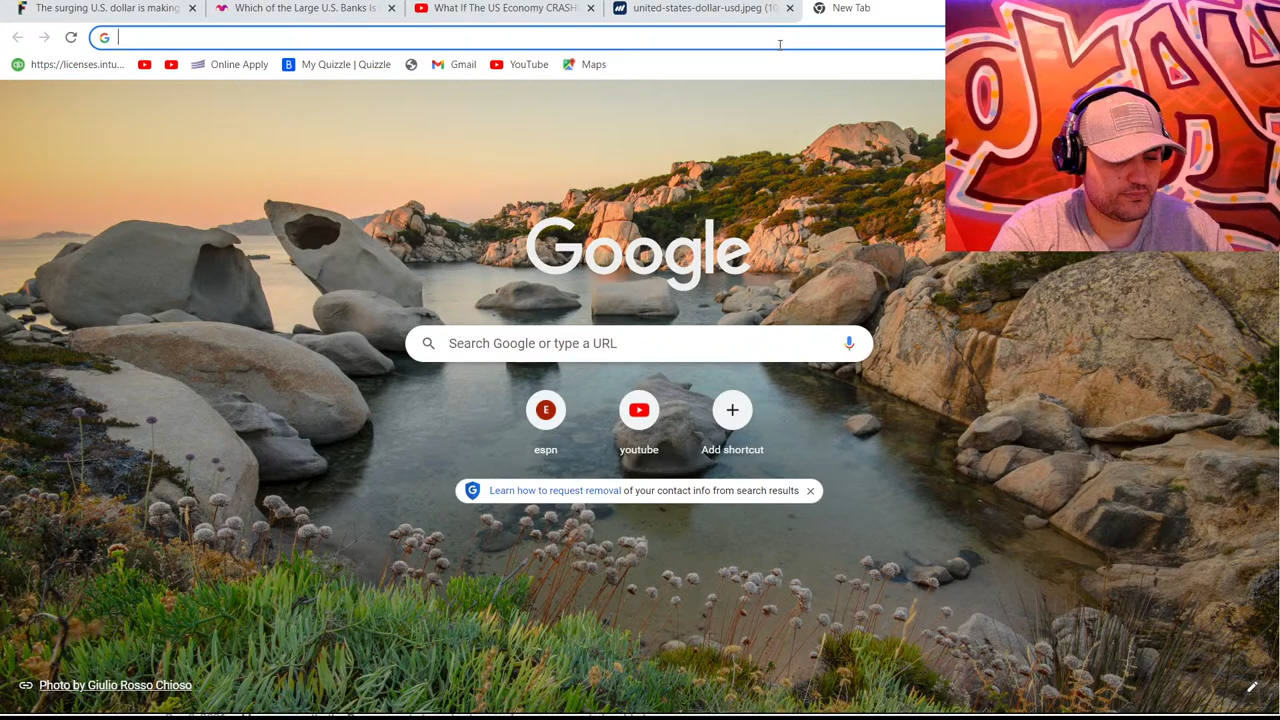 The surging U.S. dollar is making
Which of the Large U.S. Banks Is
What If The US Economy CRASH
united-states-dollar-usd.jpeg (10
New Tab
https://licenses.intu...
Online Apply
B
My Quizzle | Quizzle
Gmail
YouTube
Maps
Google
Search Google or type a URL
E
espn
youtube
Add shortcut
Learn how to request removal of your contact info from search results
Photo by Giulio Rosso Chioso